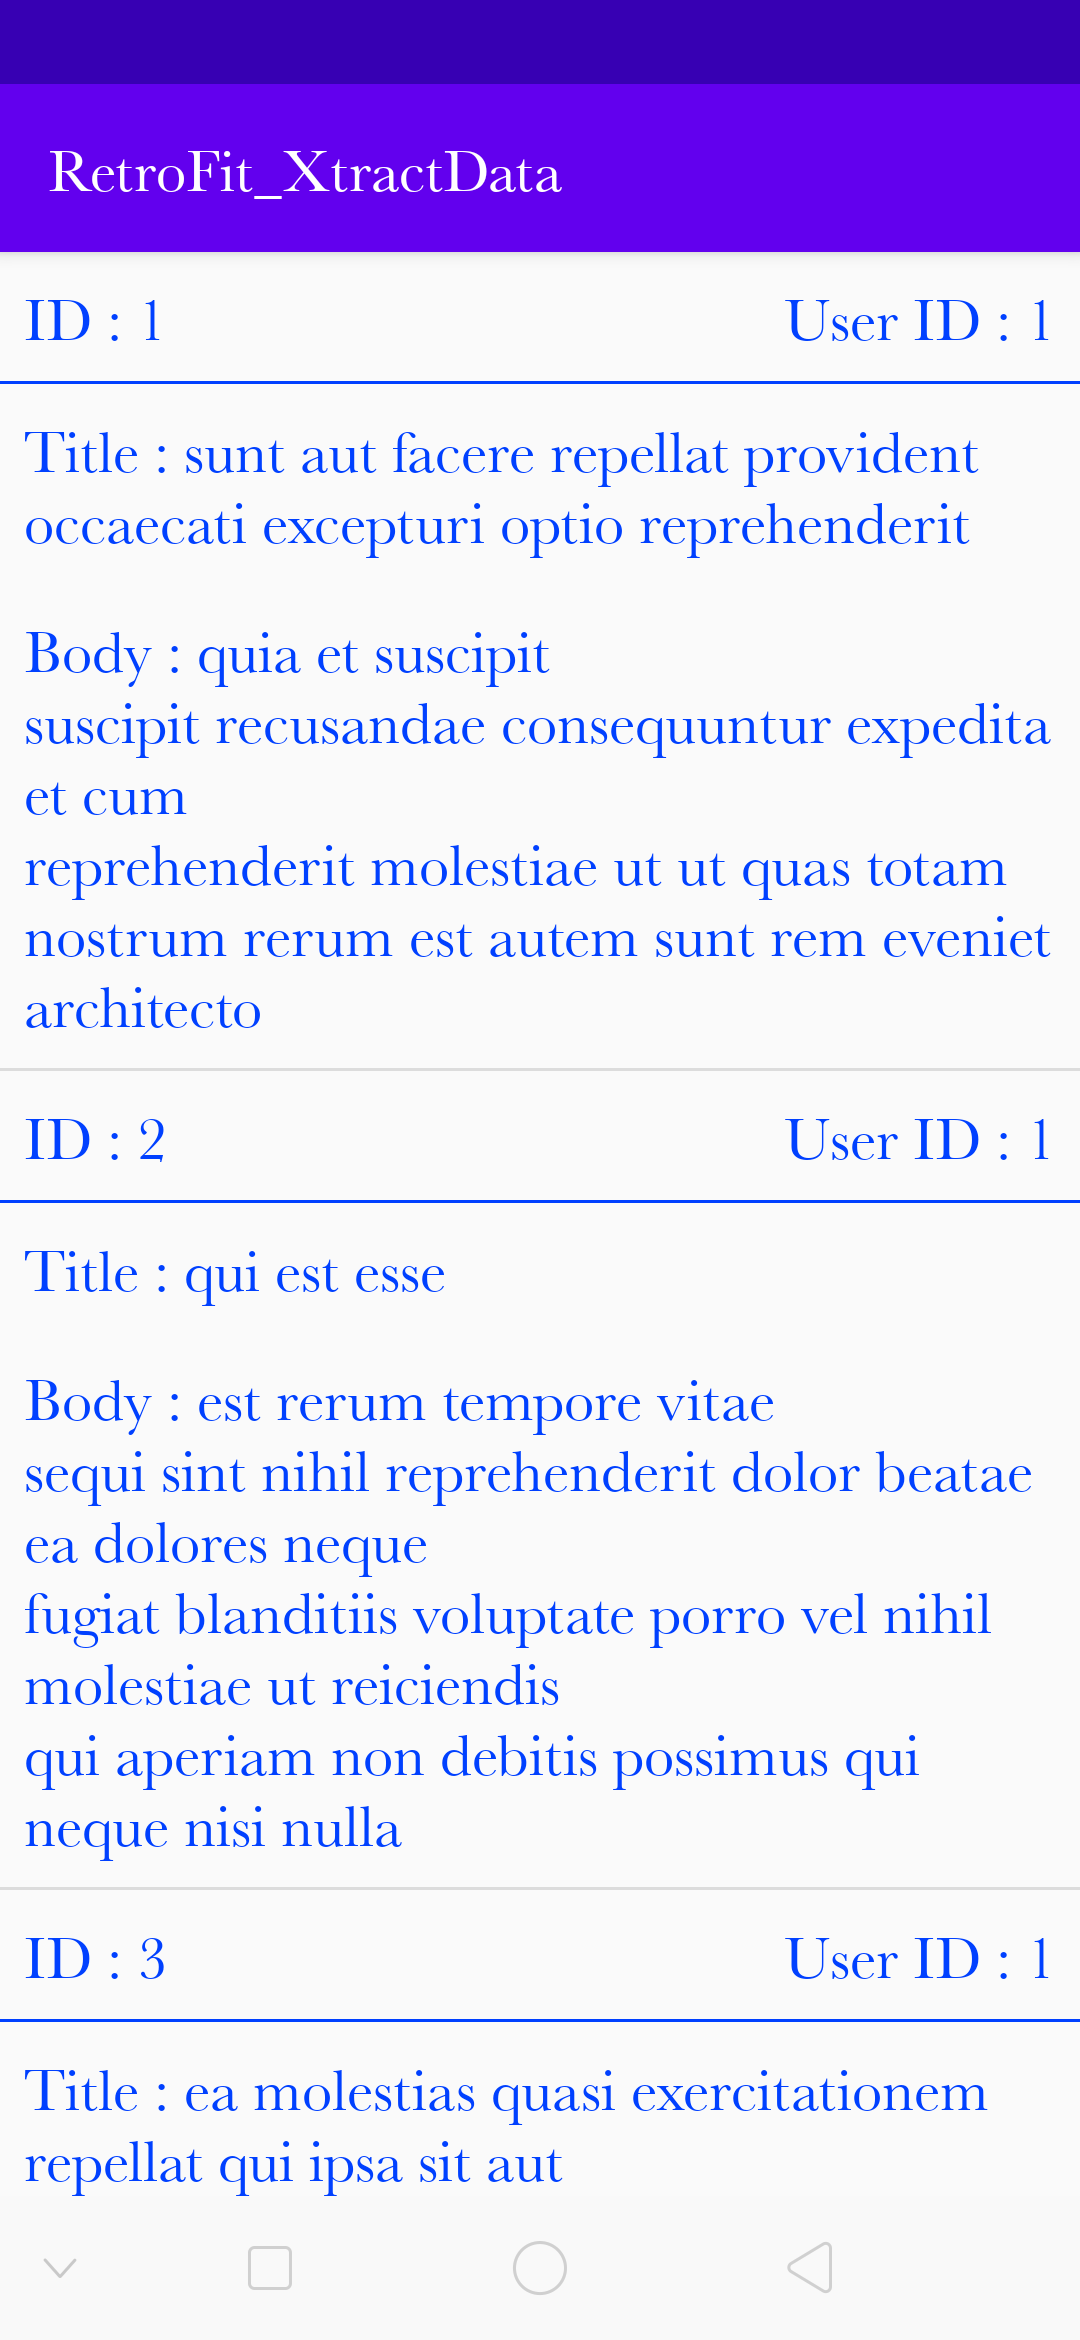 RetroFit_XtractData
ID : 1 User ID : 1
Title : sunt aut facere repellat provident
occaecati excepturi optio reprehenderit
Body : quia et suscipit
suscipit recusandae consequuntur expedita
et cum
reprehenderit molestiae ut ut quas totam
nostrum rerum est autem sunt rem eveniet
architecto
ID : 2 User ID : 1
Title : qui est esse
Body : est rerum tempore vitae
sequi sint nihil reprehenderit dolor beatae
ea dolores neque
fugiat blanditiis voluptate porro vel nihil
molestiae ut reiciendis
qui aperiam non debitis possimus qui
neque nisi nulla
ID : 3 User ID : 1
Title : ea molestias quasi exercitationem
repellat qui ipsa sit aut